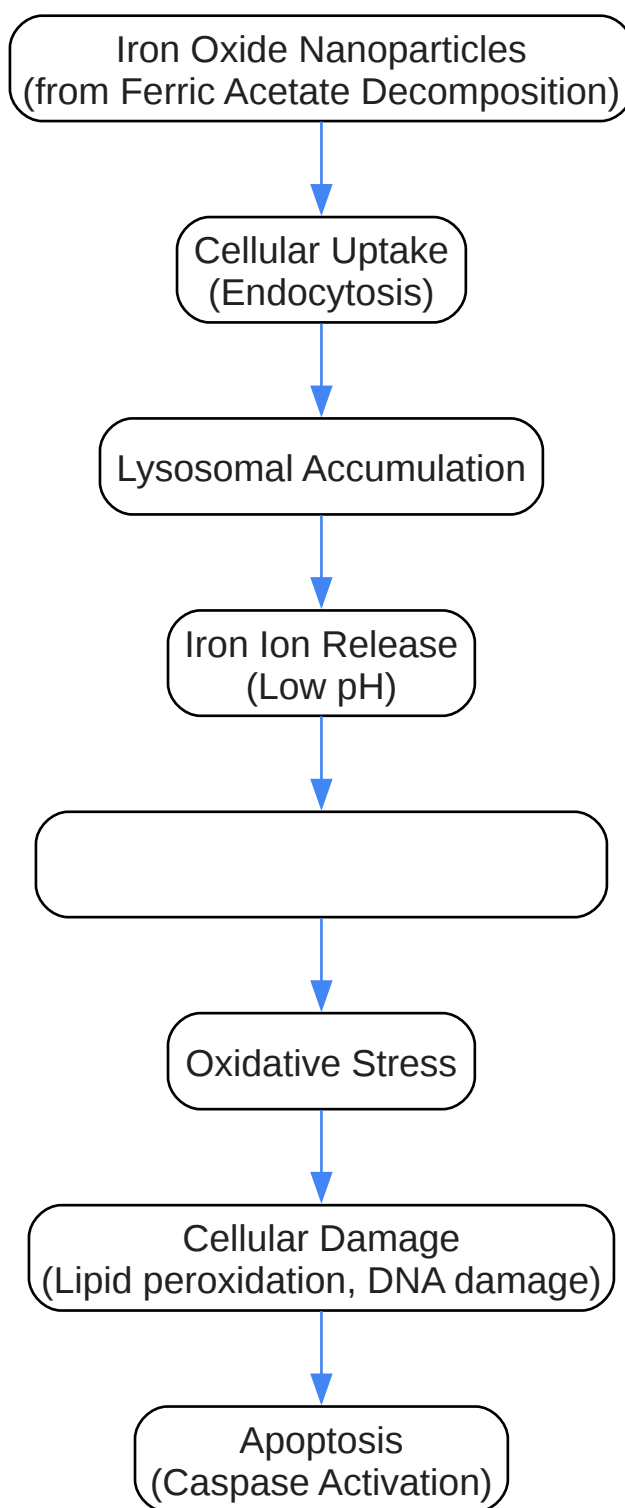 Iron Oxide Nanoparticles
(from Ferric Acetate Decomposition)
Cellular Uptake
(Endocytosis)
Lysosomal Accumulation
Iron Ion Release
(Low pH)
Oxidative Stress
Cellular Damage
(Lipid peroxidation, DNA damage)
Apoptosis
(Caspase Activation)